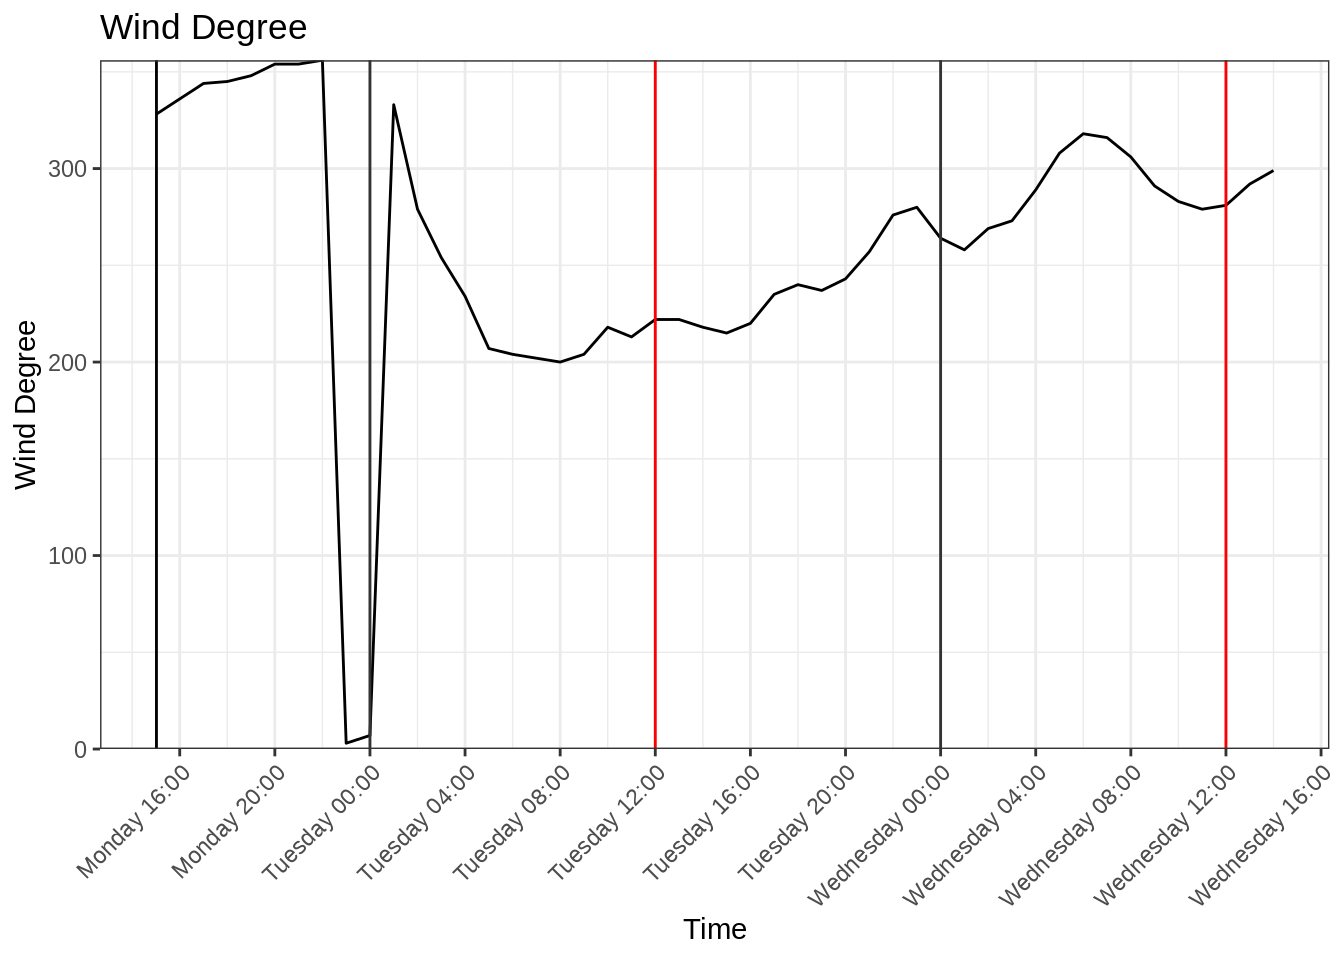 Wind Degree
Wind Degree
300
200
100
0
Monday 16:00
Monday 20:00
Tuesday 00:00
Tuesday 04:00
Tuesday 08:00
Tuesday 12:00
Tuesday 16:00
Tuesday 20:00
Wednesday 00:00
Wednesday 04:00
Wednesday 08:00
Wednesday 12:00
Wednesday 16:00
Time